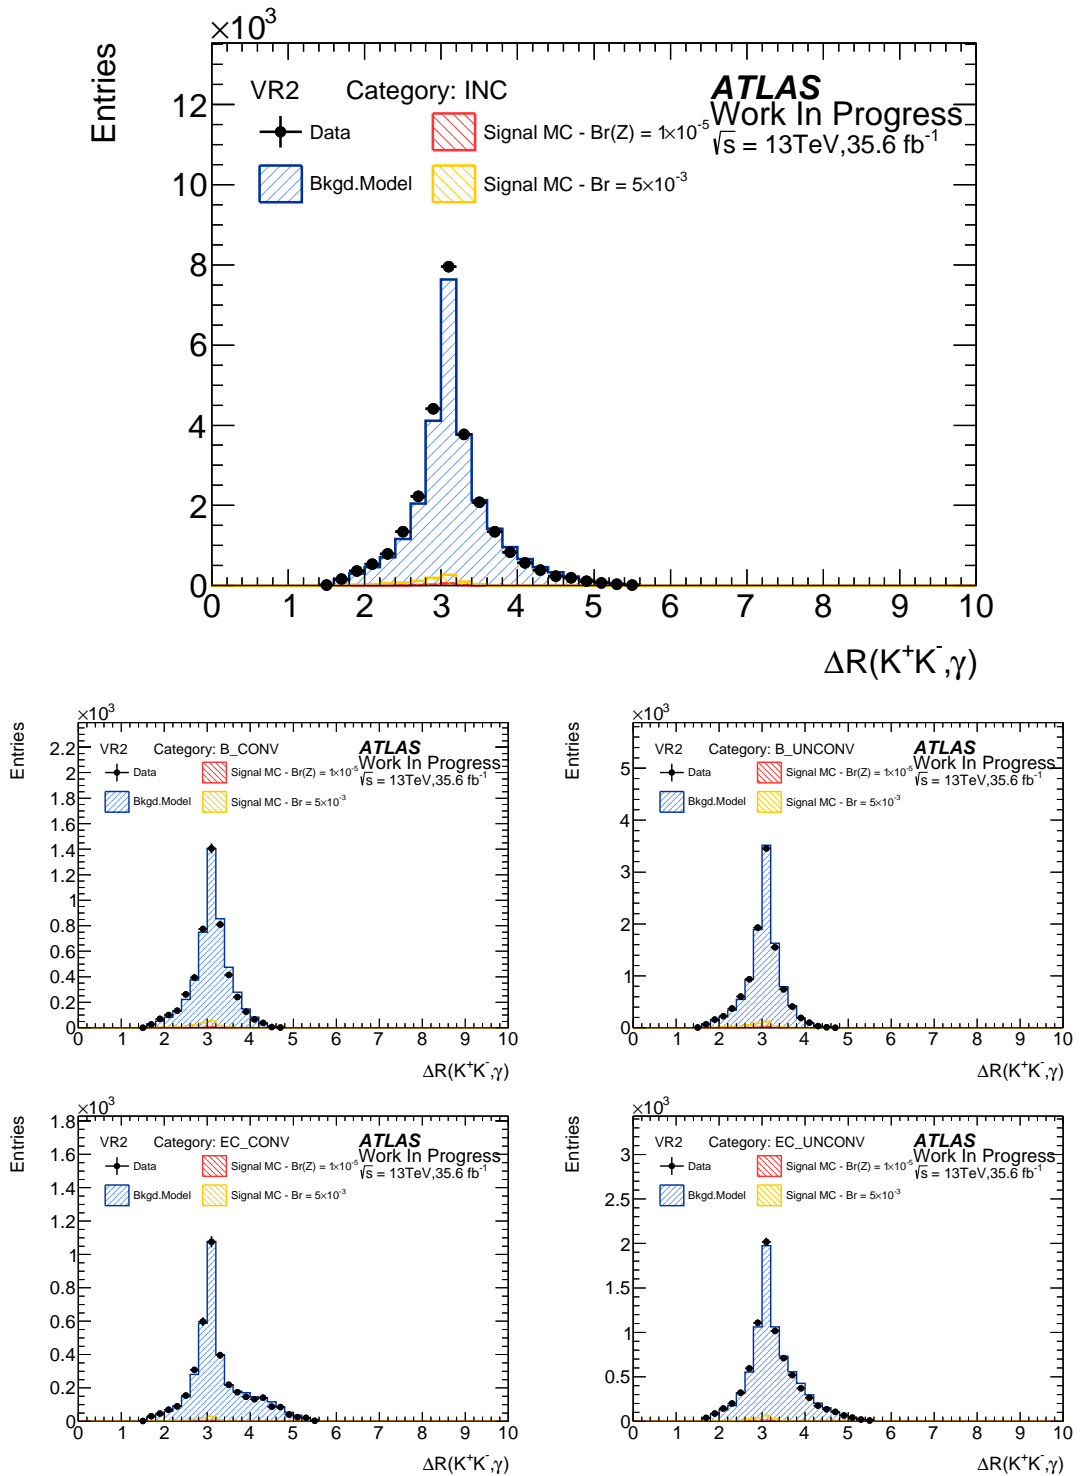 ×10³
Entries
VR2 Category: INC
ATLAS
Work In Progress
√s = 13TeV,35.6 fb⁻¹
Data
Signal MC - Br(Z) = 1×10⁻⁵
Bkgd.Model
Signal MC - Br = 5×10⁻³
12
10
8
6
4
2
0
0 1 2 3 4 5 6 7 8 9 10
ΔR(K⁺K⁻,γ)
×10³
Entries
VR2 Category: B_CONV
ATLAS
Work In Progress
√s = 13TeV,35.6 fb⁻¹
Data
Signal MC - Br(Z) = 1×10⁻⁵
Bkgd.Model
Signal MC - Br = 5×10⁻³
2.2
2
1.8
1.6
1.4
1.2
1
0.8
0.6
0.4
0.2
0
0 1 2 3 4 5 6 7 8 9 10
ΔR(K⁺K⁻,γ)
×10³
Entries
VR2 Category: B_UNCONV
ATLAS
Work In Progress
√s = 13TeV,35.6 fb⁻¹
Data
Signal MC - Br(Z) = 1×10⁻⁵
Bkgd.Model
Signal MC - Br = 5×10⁻³
5
4
3
2
1
0
0 1 2 3 4 5 6 7 8 9 10
ΔR(K⁺K⁻,γ)
×10³
Entries
VR2 Category: EC_CONV
ATLAS
Work In Progress
√s = 13TeV,35.6 fb⁻¹
Data
Signal MC - Br(Z) = 1×10⁻⁵
Bkgd.Model
Signal MC - Br = 5×10⁻³
1.8
1.6
1.4
1.2
1
0.8
0.6
0.4
0.2
0
0 1 2 3 4 5 6 7 8 9 10
ΔR(K⁺K⁻,γ)
×10³
Entries
VR2 Category: EC_UNCONV
ATLAS
Work In Progress
√s = 13TeV,35.6 fb⁻¹
Data
Signal MC - Br(Z) = 1×10⁻⁵
Bkgd.Model
Signal MC - Br = 5×10⁻³
3
2.5
2
1.5
1
0.5
0
0 1 2 3 4 5 6 7 8 9 10
ΔR(K⁺K⁻,γ)